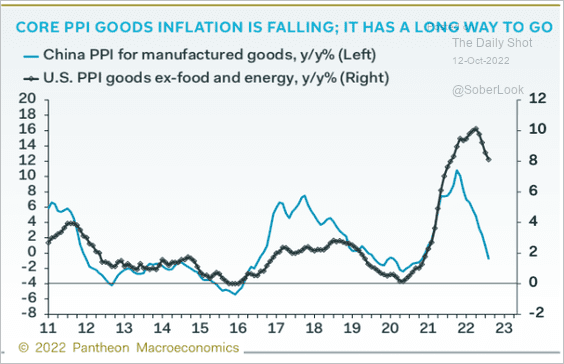 CORE PPI GOODS INFLATION IS FALLING; IT HAS A LONG WAY TO GO
The Daily Shot
12-Oct-2022
@SoberLook
China PPI for manufactured goods, y/y% (Left)
U.S. PPI goods ex-food and energy, y/y% (Right)
20 12
18
16 10
14
12 8
10
8 6
6
4 4
2
0 2
-2
-4 0
-6
-8 -2
11 12 13 14 15 16 17 18 19 20 21 22 23
© 2022 Pantheon Macroeconomics